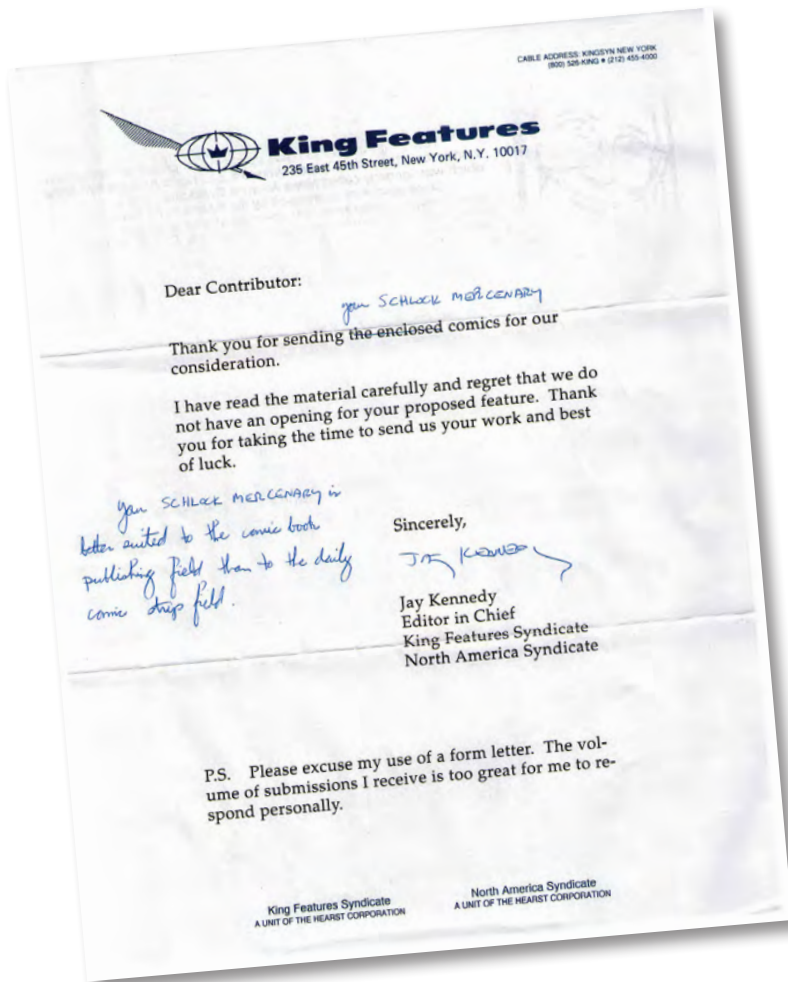 CABLE ADDRESS: KINGSYN NEW YORK
(800) 526-KING • (212) 455-4000
King Features
235 East 45th Street, New York, N.Y. 10017
Dear Contributor:
your SCHLOCK MERCENARY
Thank you for sending the enclosed comics for our
consideration.
I have read the material carefully and regret that we do
not have an opening for your proposed feature. Thank
you for taking the time to send us your work and best
of luck.
Your SCHLOCK MERCENARY is
better suited to the comic book
publishing field than to the daily
comic strip field.
Sincerely,
JAY KENNEDY
Jay Kennedy
Editor in Chief
King Features Syndicate
North America Syndicate
P.S. Please excuse my use of a form letter. The vol-
ume of submissions I receive is too great for me to re-
spond personally.
King Features Syndicate
A UNIT OF THE HEARST CORPORATION
North America Syndicate
A UNIT OF THE HEARST CORPORATION